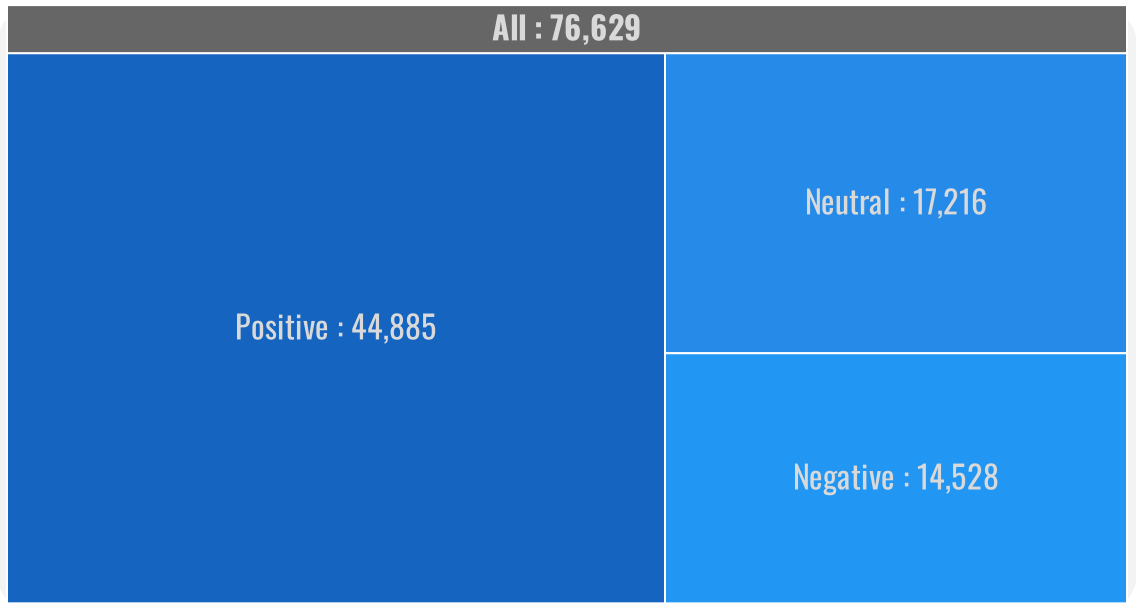 All : 76,629
Positive : 44,885
Neutral : 17,216
Negative : 14,528